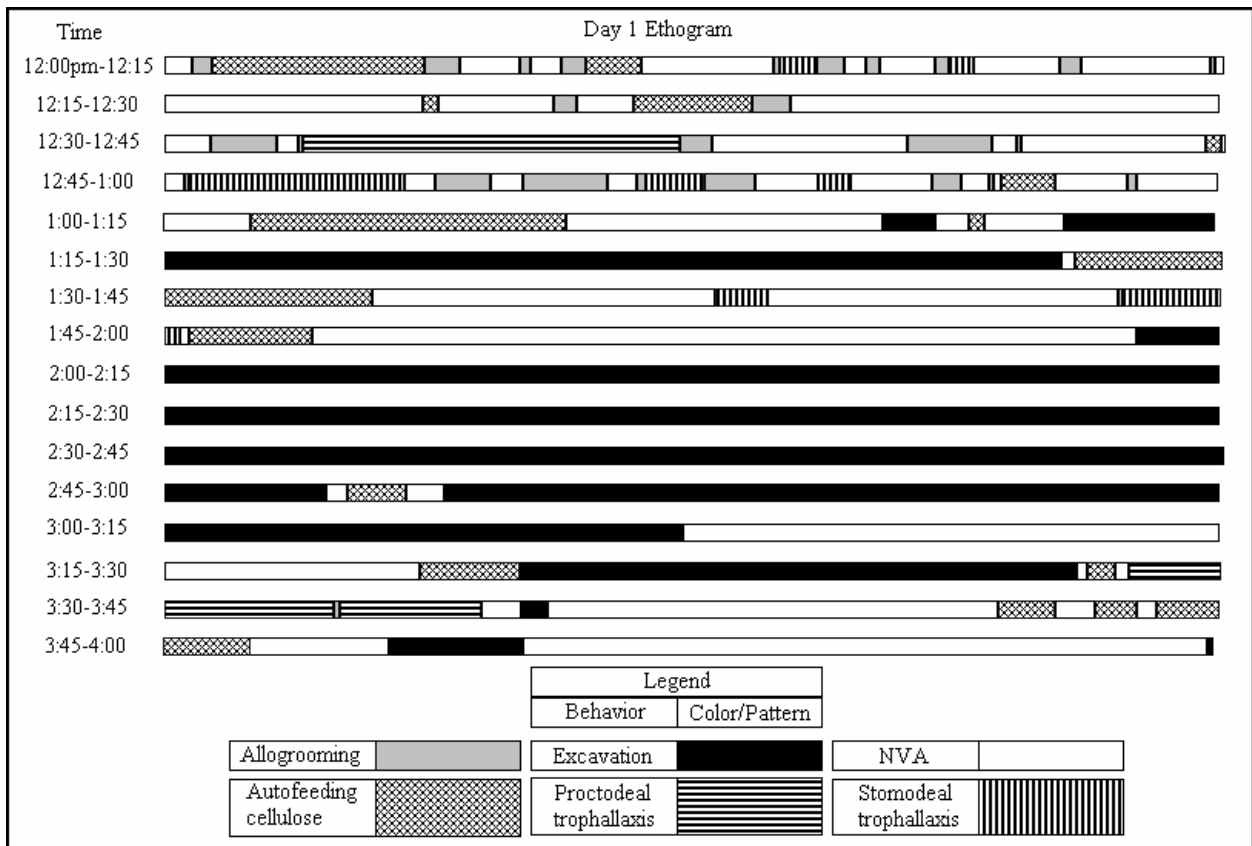 Time
Day 1 Ethogram
12:00pm-12:15
12:15-12:30
12:30-12:45
12:45-1:00
1:00-1:15
1:15-1:30
1:30-1:45
1:45-2:00
2:00-2:15
2:15-2:30
2:30-2:45
2:45-3:00
3:00-3:15
3:15-3:30
3:30-3:45
3:45-4:00
Legend
Behavior Color/Pattern
Allogrooming Excavation NVA
Autofeeding cellulose
Proctodeal trophallaxis
Stomodeal trophallaxis